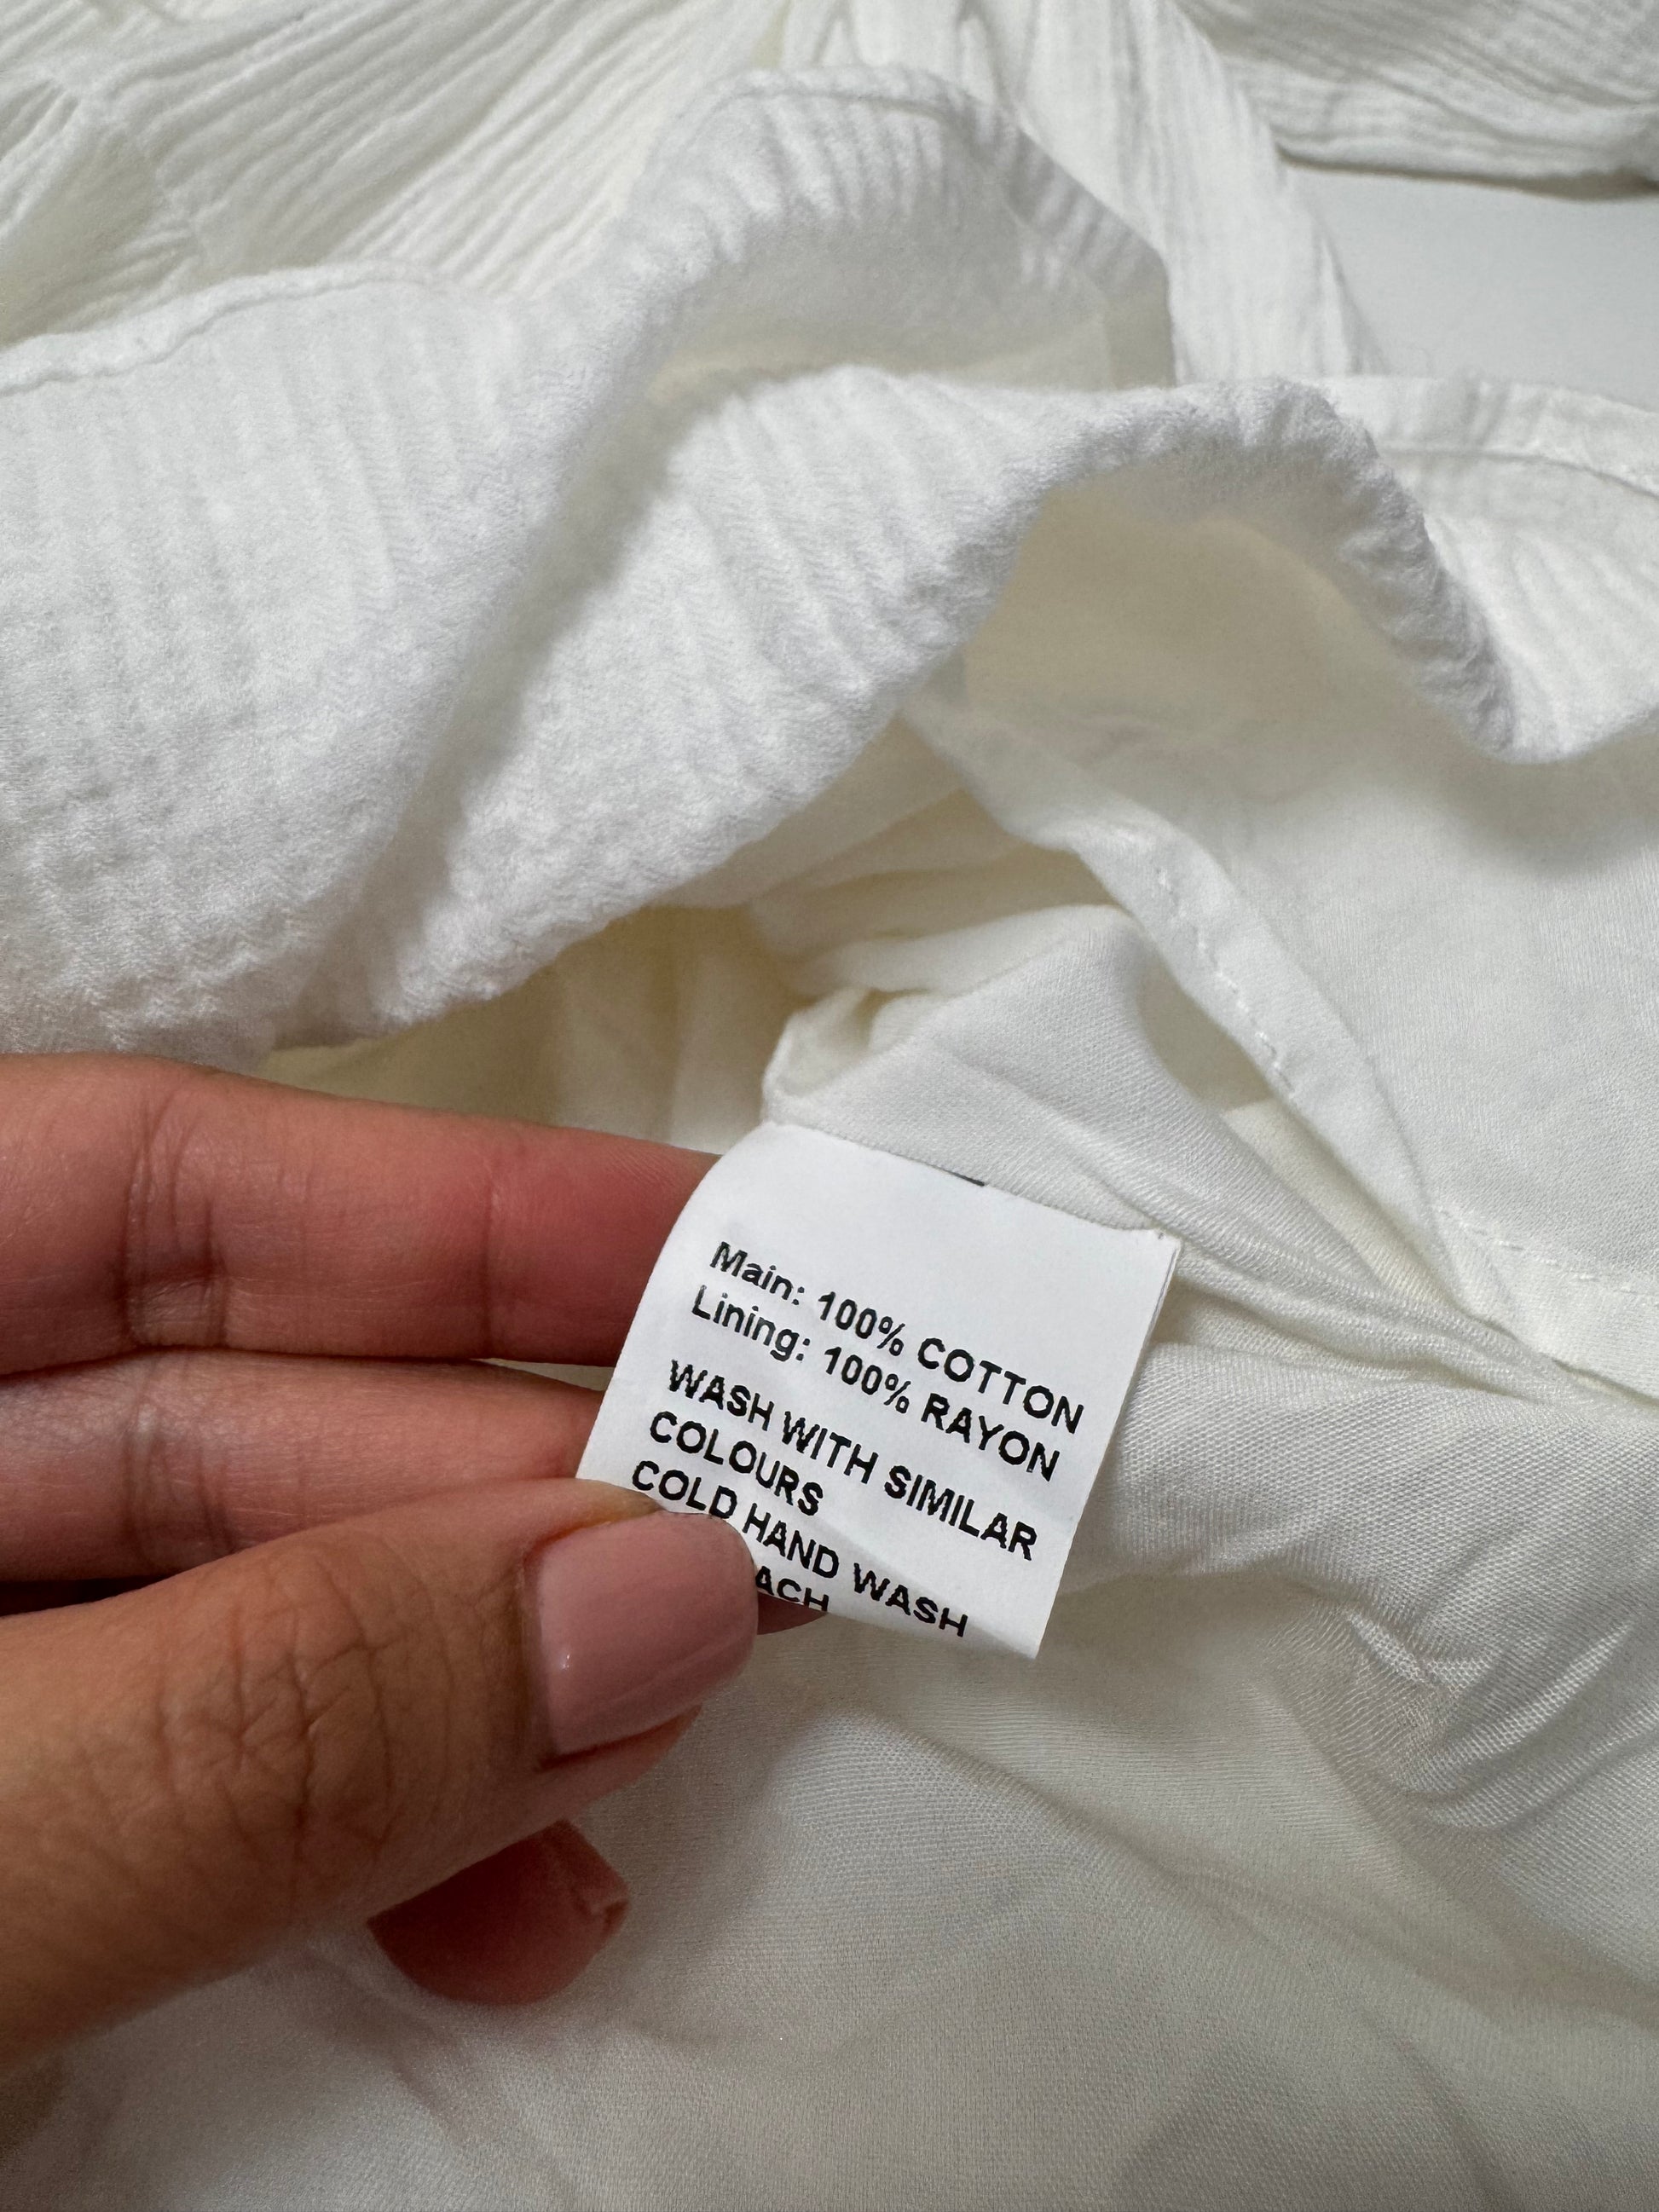 Main: 100% COTTON
Lining: 100% RAYON
WASH WITH SIMILAR
COLOURS
COLD HAND WASH